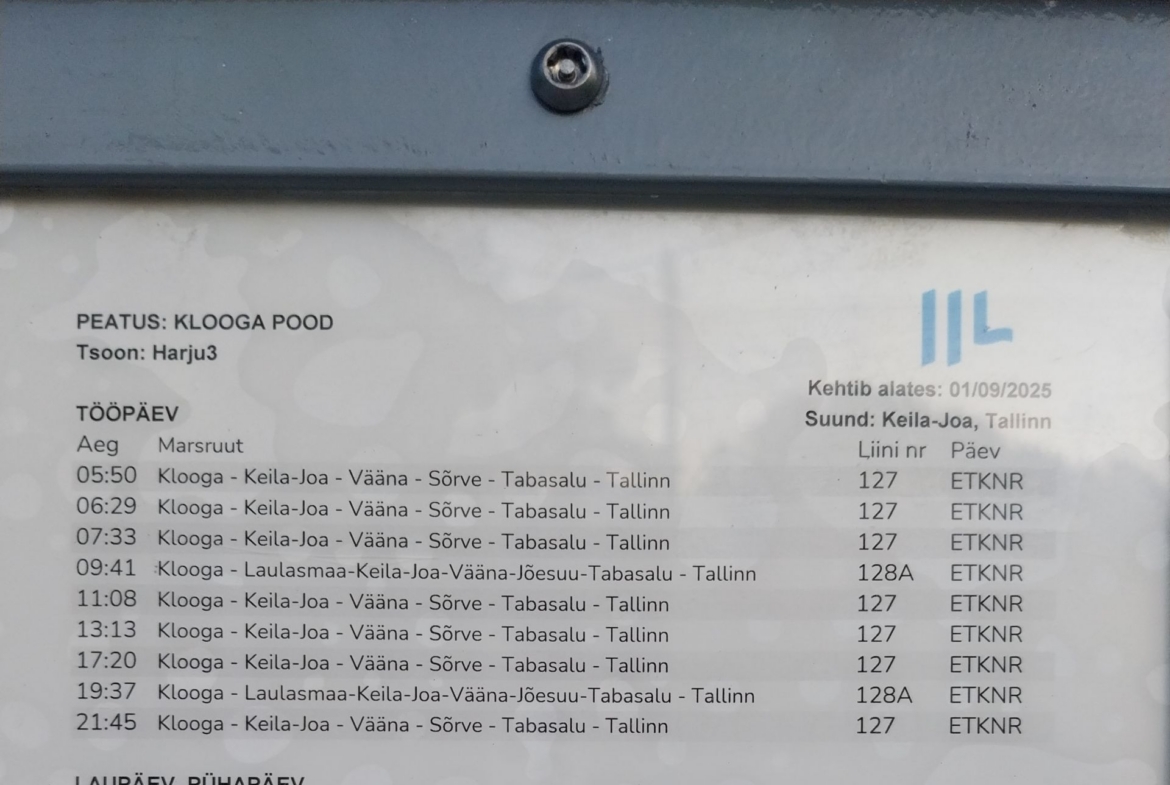 PEATUS: KLOOGA POOD
Tsoon: Harju3
Kehtib alates: 01/09/2025
Suund: Keila-Joa, Tallinn
TÖÖPÄEV
Aeg Marsruut Liini nr Päev
05:50 Klooga - Keila-Joa - Vääna - Sõrve - Tabasalu - Tallinn 127 ETKNR
06:29 Klooga - Keila-Joa - Vääna - Sõrve - Tabasalu - Tallinn 127 ETKNR
07:33 Klooga - Keila-Joa - Vääna - Sõrve - Tabasalu - Tallinn 127 ETKNR
09:41 Klooga - Laulasmaa-Keila-Joa-Vääna-Jõesuu-Tabasalu - Tallinn 128A ETKNR
11:08 Klooga - Keila-Joa - Vääna - Sõrve - Tabasalu - Tallinn 127 ETKNR
13:13 Klooga - Keila-Joa - Vääna - Sõrve - Tabasalu - Tallinn 127 ETKNR
17:20 Klooga - Keila-Joa - Vääna - Sõrve - Tabasalu - Tallinn 127 ETKNR
19:37 Klooga - Laulasmaa-Keila-Joa-Vääna-Jõesuu-Tabasalu - Tallinn 128A ETKNR
21:45 Klooga - Keila-Joa - Vääna - Sõrve - Tabasalu - Tallinn 127 ETKNR
LAUPÄEV, PÜHAPÄEV